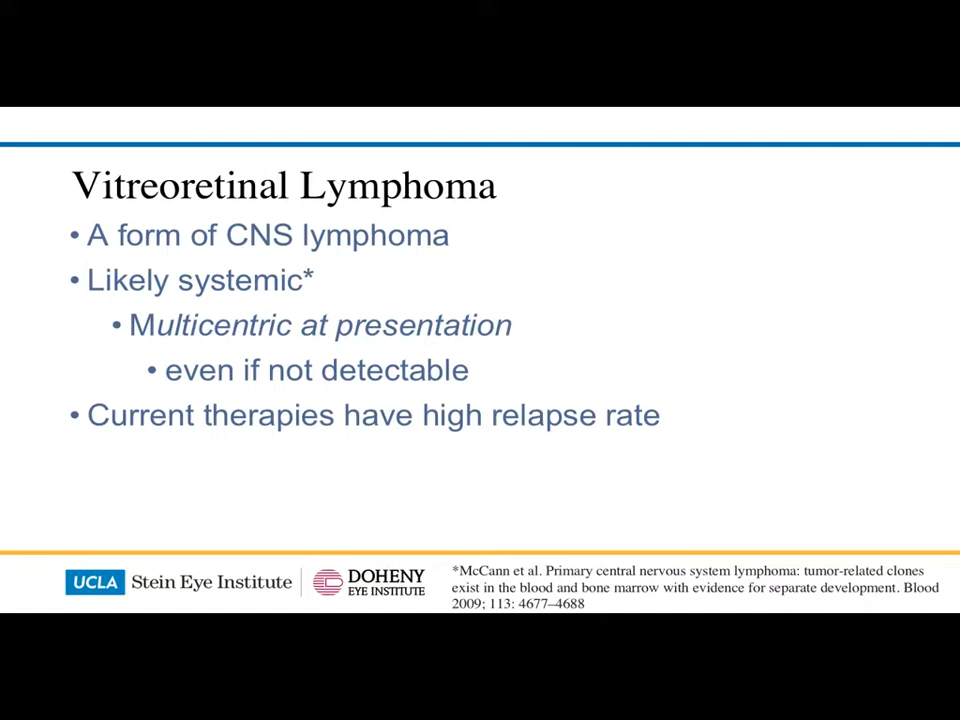 Vitreoretinal Lymphoma
• A form of CNS lymphoma
• Likely systemic*
• Multicentric at presentation
• even if not detectable
• Current therapies have high relapse rate
UCLA Stein Eye Institute
DOHENY
EYE INSTITUTE
*McCann et al. Primary central nervous system lymphoma: tumor-related clones
exist in the blood and bone marrow with evidence for separate development. Blood
2009; 113: 4677–4688